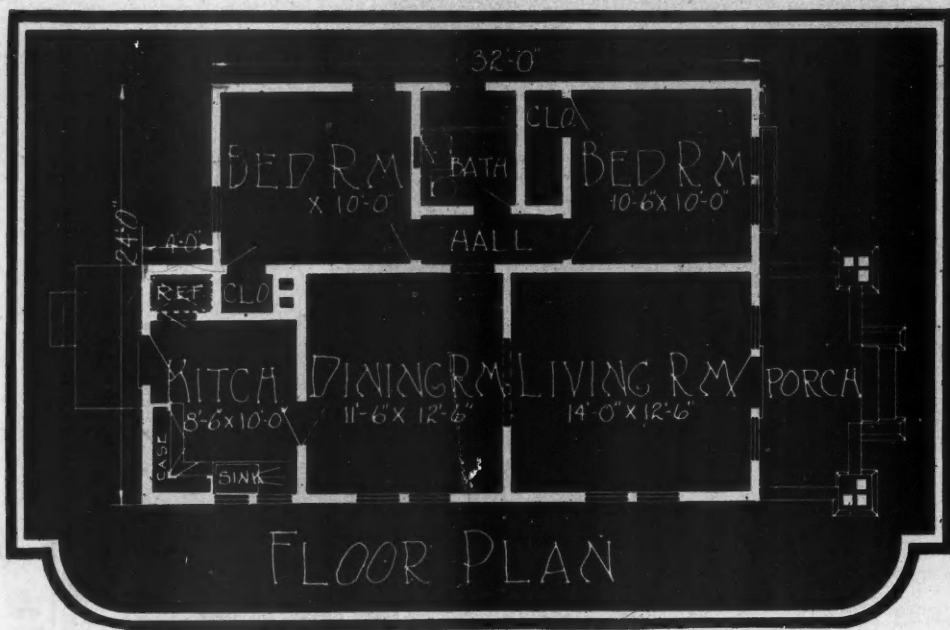 32'-0"
24'-0"
4'-0"
BED RM
X 10'-0"
BATH
CLO
BED RM
10'-6" X 10'-0"
HALL
REF
CLO
KITCH
8'-6" X 10'-0"
CASE
SINK
DINING RM
11'-6" X 12'-6"
LIVING RM
14'-0" X 12'-6"
PORCH
FLOOR PLAN